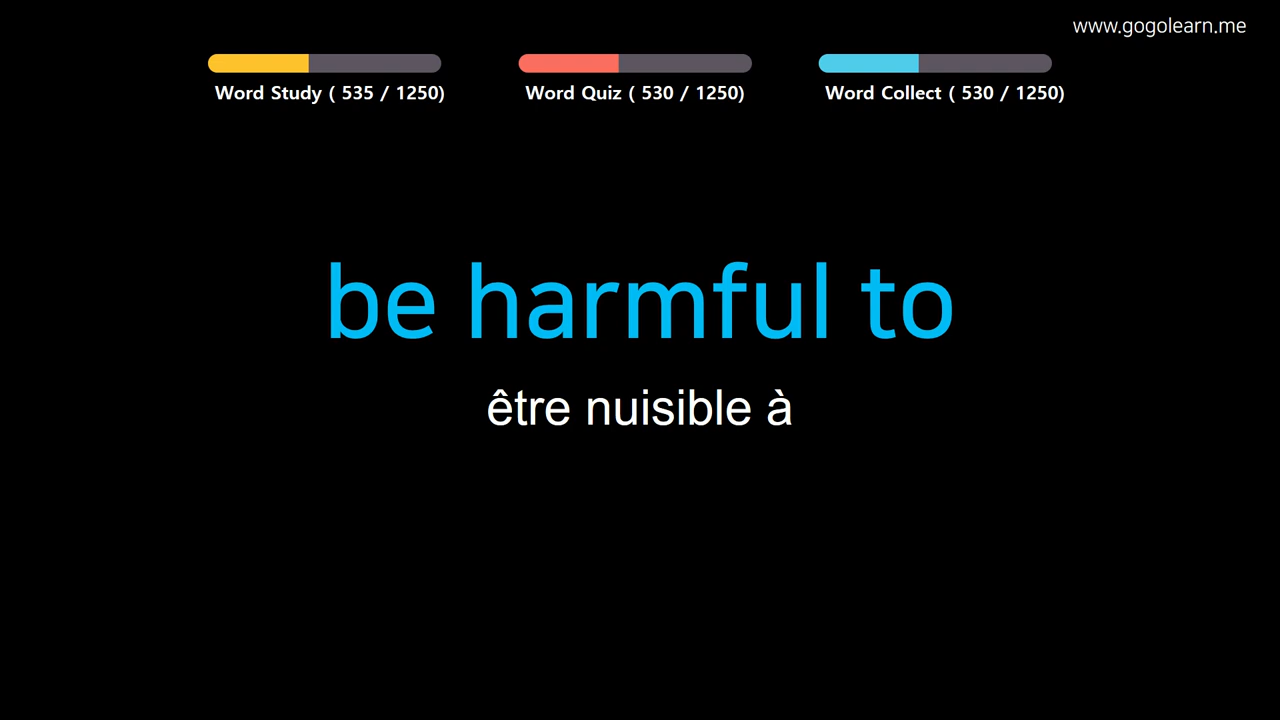 www.gogolearn.me
Word Study ( 535 / 1250)
Word Quiz ( 530 / 1250)
Word Collect ( 530 / 1250)
be harmful to
être nuisible à